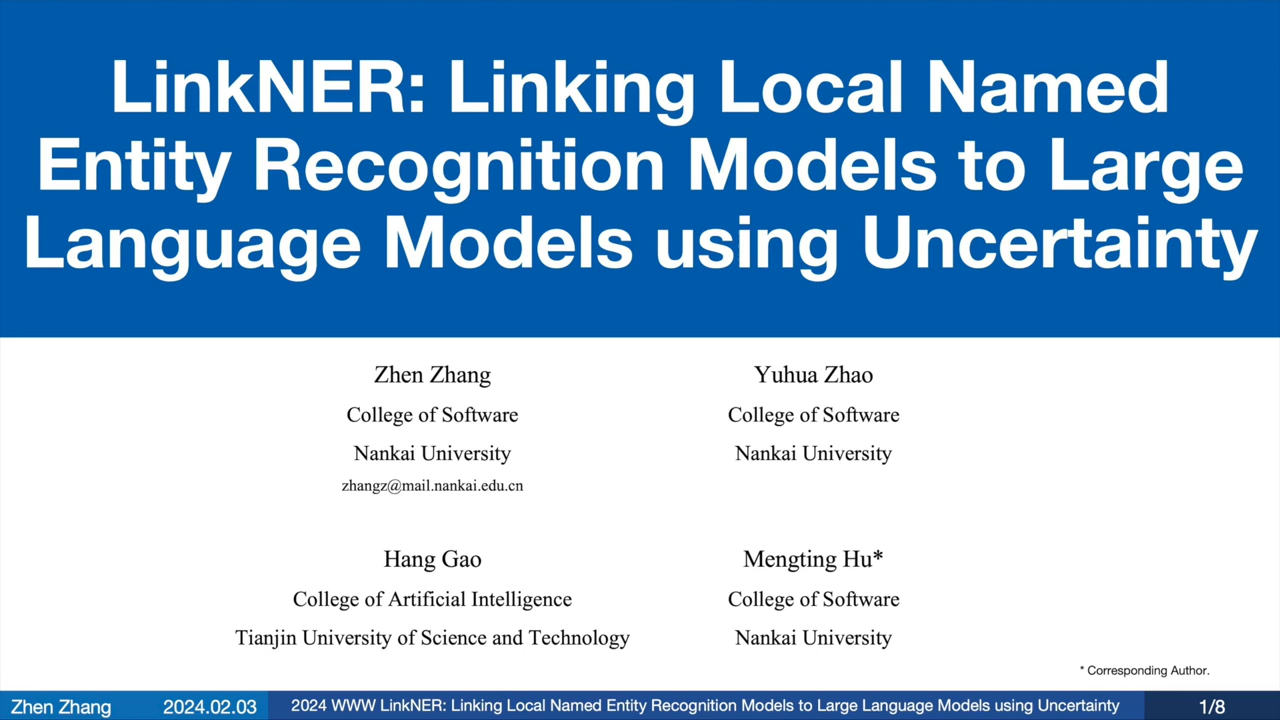 LinkNER: Linking Local Named
Entity Recognition Models to Large
Language Models using Uncertainty
Zhen Zhang
College of Software
Nankai University
zhangz@mail.nankai.edu.cn
Yuhua Zhao
College of Software
Nankai University
Hang Gao
College of Artificial Intelligence
Tianjin University of Science and Technology
Mengting Hu*
College of Software
Nankai University
* Corresponding Author.
Zhen Zhang 2024.02.03 2024 WWW LinkNER: Linking Local Named Entity Recognition Models to Large Language Models using Uncertainty 1/8